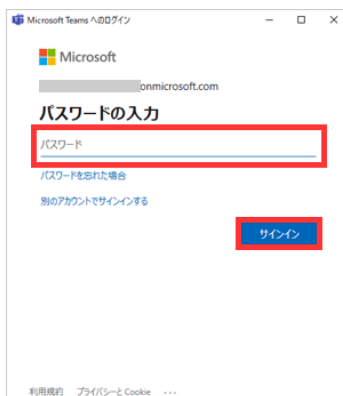 Microsoft Teams へのログイン
Microsoft
onmicrosoft.com
パスワードの入力
パスワード
パスワードを忘れた場合
別のアカウントでサインインする
サインイン
利用規約 プライバシーと Cookie ...